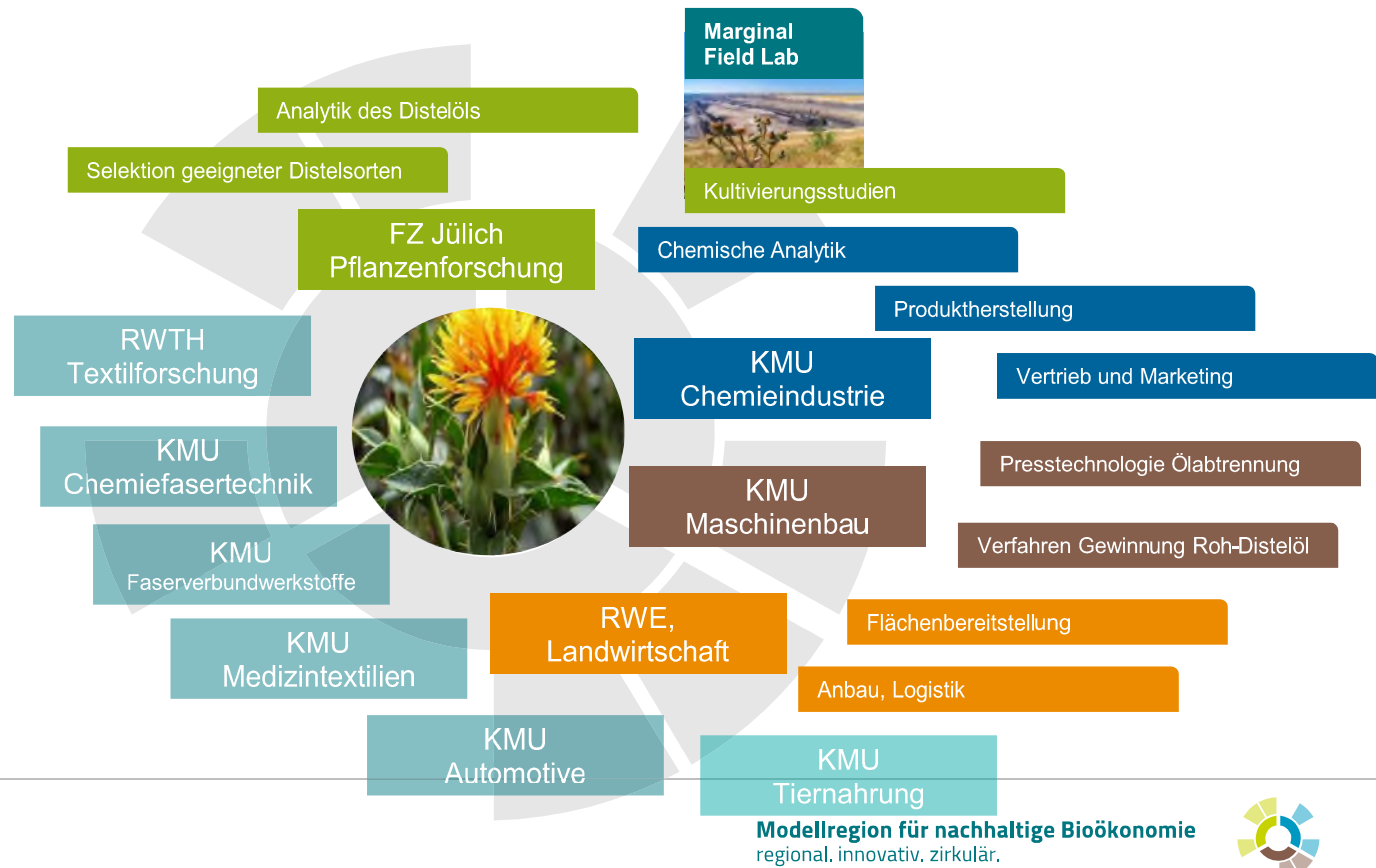 Marginal
Field Lab
Analytik des Distelöls
Selektion geeigneter Distelsorten
Kultivierungsstudien
FZ Jülich
Pflanzenforschung
Chemische Analytik
Produktherstellung
RWTH
Textilforschung
KMU
Chemieindustrie
Vertrieb und Marketing
KMU
Chemiefasertechnik
Presstechnologie Ölabtrennung
KMU
Maschinenbau
KMU
Faserverbundwerkstoffe
Verfahren Gewinnung Roh-Distelöl
RWE,
Landwirtschaft
Flächenbereitstellung
KMU
Medizintextilien
Anbau, Logistik
KMU
Automotive
KMU
Tiernahrung
Modellregion für nachhaltige Bioökonomie
regional, innovativ, zirkulär.